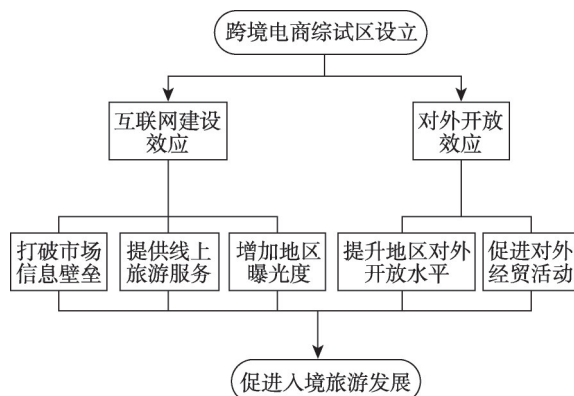 跨境电商综试区设立
互联网建设
效应
对外开放
效应
打破市场
信息壁垒
提供线上
旅游服务
增加地区
曝光度
提升地区对外
开放水平
促进对外
经贸活动
促进入境旅游发展